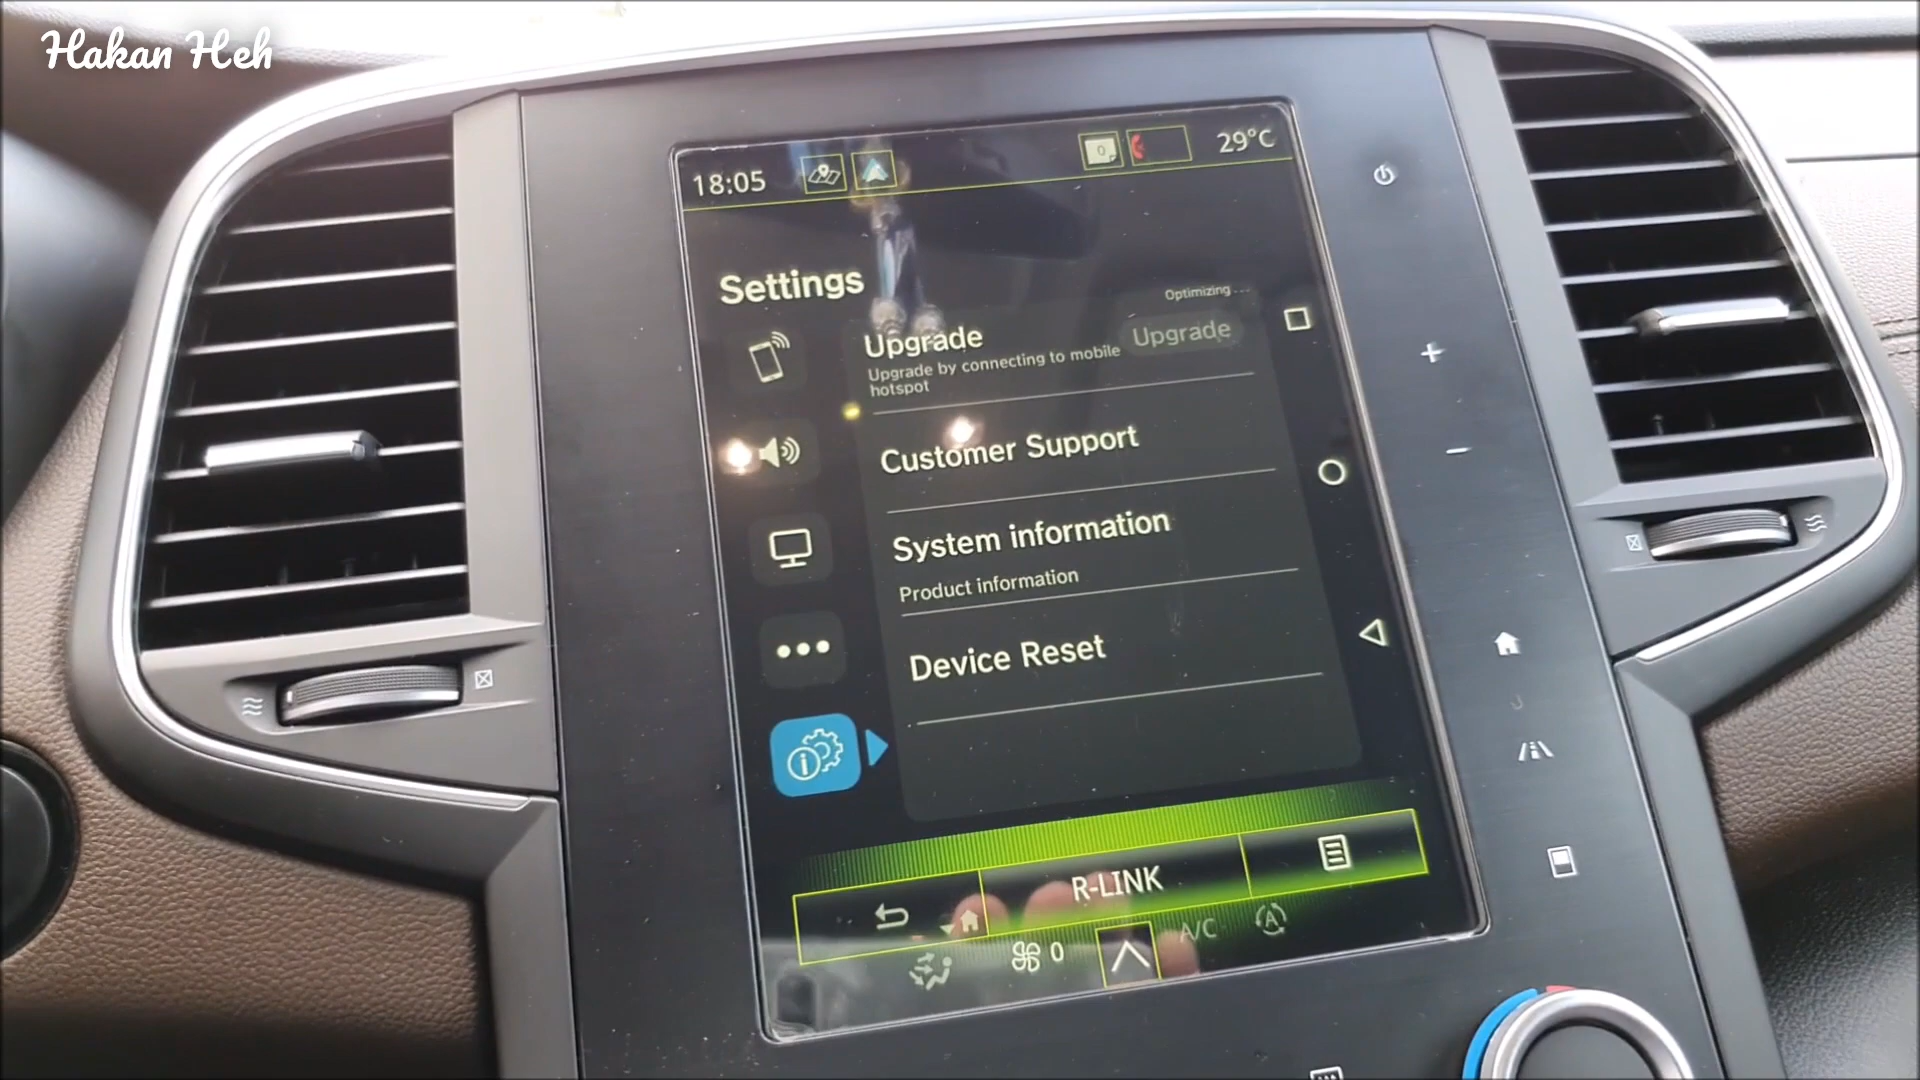 Hakan Heh
18:05
0
29°C
Settings
Optimizing...
Upgrade
Upgrade
Upgrade by connecting to mobile
hotspot
Customer Support
System information
Product information
Device Reset
R-LINK
0
A/C